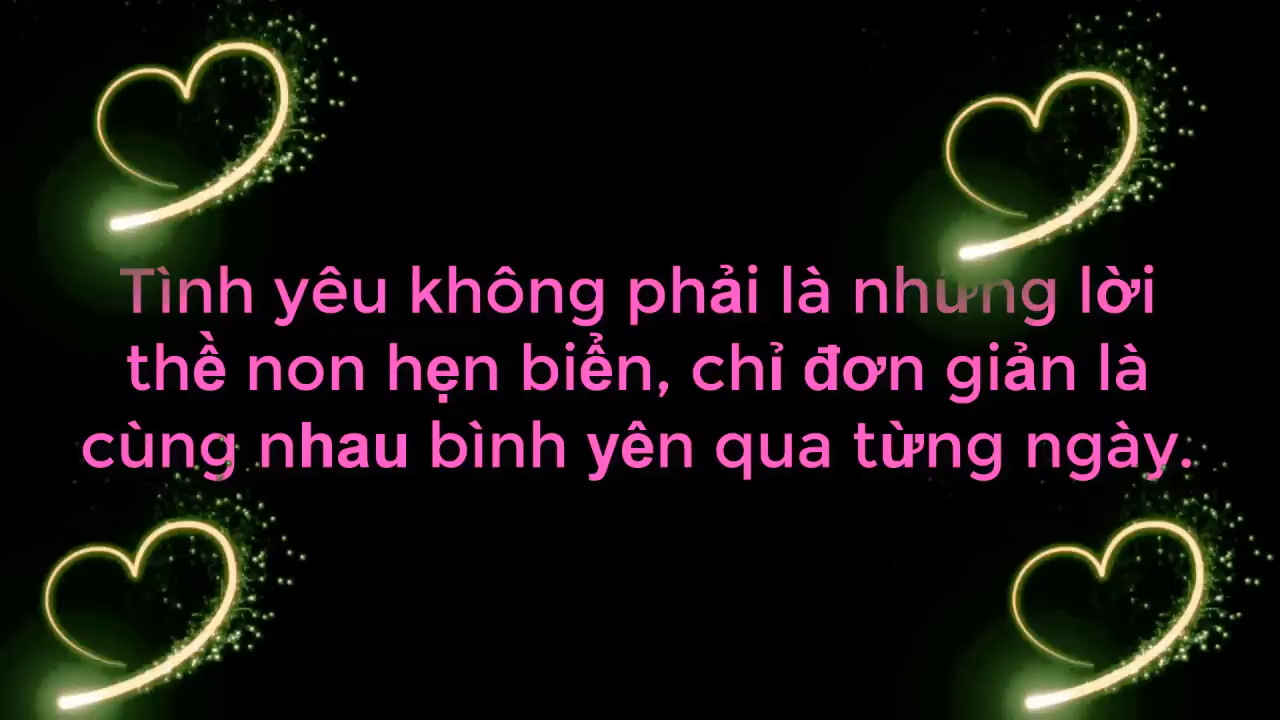 Tình yêu không phải là những lời
thề non hẹn biển, chỉ đơn giản là
cùng nhau bình yên qua từng ngày.